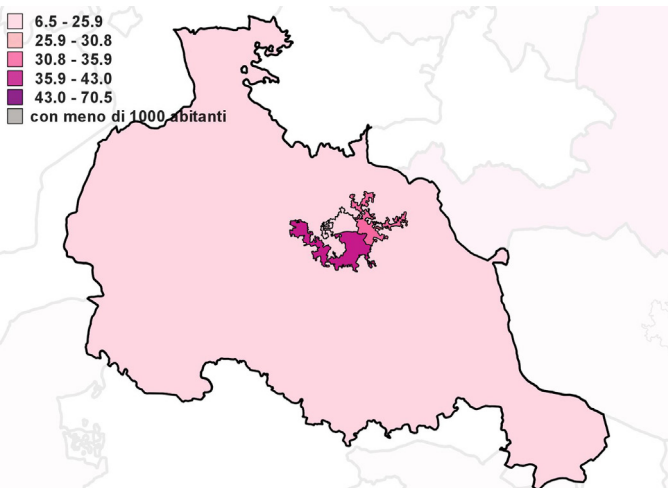 6.5 - 25.9
25.9 - 30.8
30.8 - 35.9
35.9 - 43.0
43.0 - 70.5
con meno di 1000 abitanti